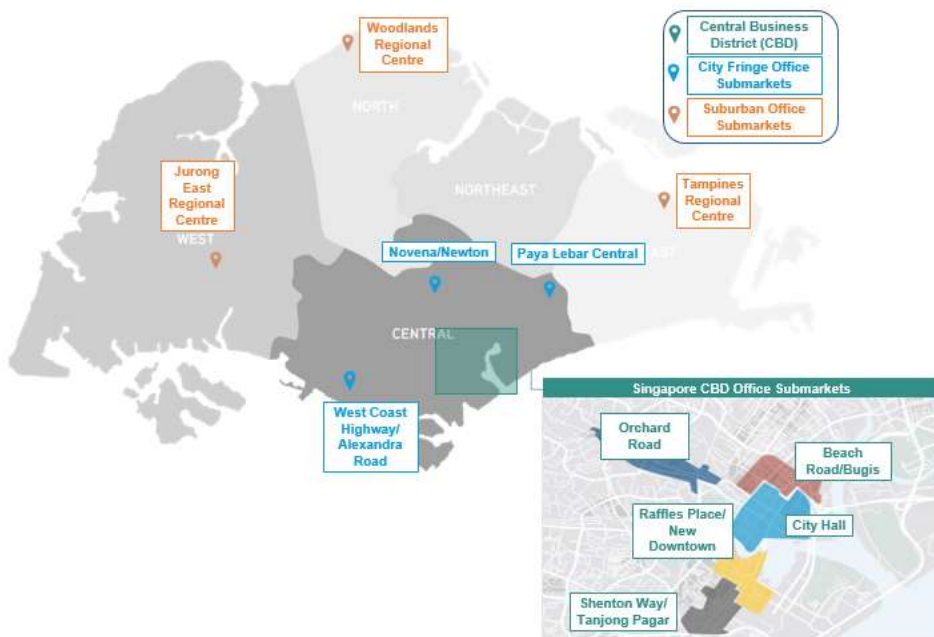 Woodlands
Regional
Centre
Central Business
District (CBD)
City Fringe Office
Submarkets
Suburban Office
Submarkets
NORTH
Jurong
East
Regional
Centre
WEST
NORTHEAST
Tampines
Regional
Centre
Novena/Newton
Paya Lebar Central
CENTRAL
West Coast
Highway/
Alexandra
Road
Singapore CBD Office Submarkets
Orchard
Road
Beach
Road/Bugis
Raffles Place/
New
Downtown
City Hall
Shenton Way/
Tanjong Pagar